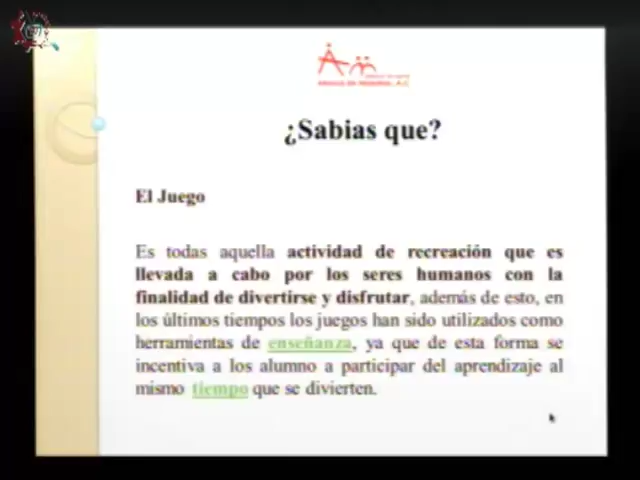 ¿Sabias que?
El Juego
Es todas aquella actividad de recreación que es
llevada a cabo por los seres humanos con la
finalidad de divertirse y disfrutar, además de esto, en
los últimos tiempos los juegos han sido utilizados como
herramientas de enseñanza, ya que de esta forma se
incentiva a los alumno a participar del aprendizaje al
mismo tiempo que se divierten.